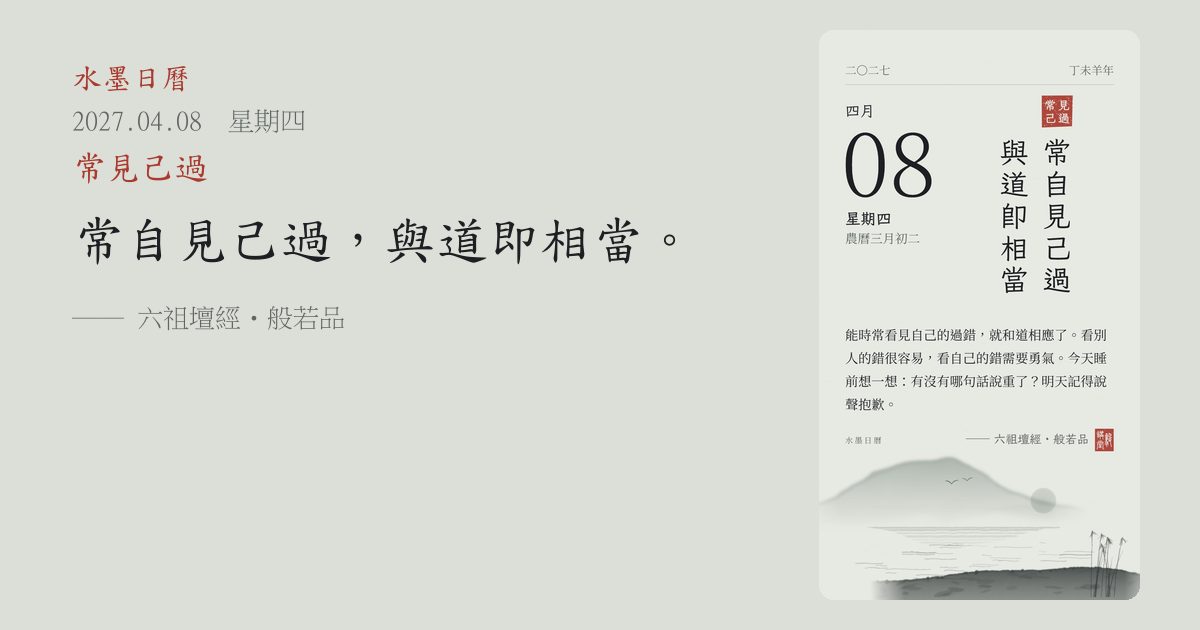 水墨日曆
2027.04.08 星期四
常見己過
常自見己過，與道即相當。
—— 六祖壇經・般若品
二〇二七
丁未羊年
四月
08
星期四
農曆三月初二
常見己過
常自見己過
與道即相當
能時常看見自己的過錯，就和道相應了。看別
人的錯很容易，看自己的錯需要勇氣。今天睡
前想一想：有沒有哪句話說重了？明天記得說
聲抱歉。
水墨日曆
—— 六祖壇經・般若品